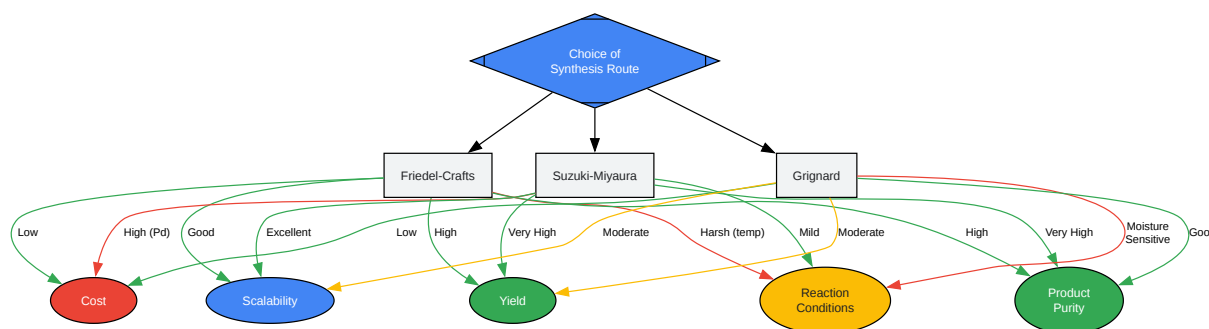 Choice of
Synthesis Route
Friedel-Crafts
Suzuki-Miyaura
Grignard
Low
High (Pd)
Good
Excellent
Low
High
Very High
Moderate
Harsh (temp)
Mild
Moderate
High
Very High
Moisture
Sensitive
Goo
Cost
Scalability
Yield
Reaction
Conditions
Product
Purity